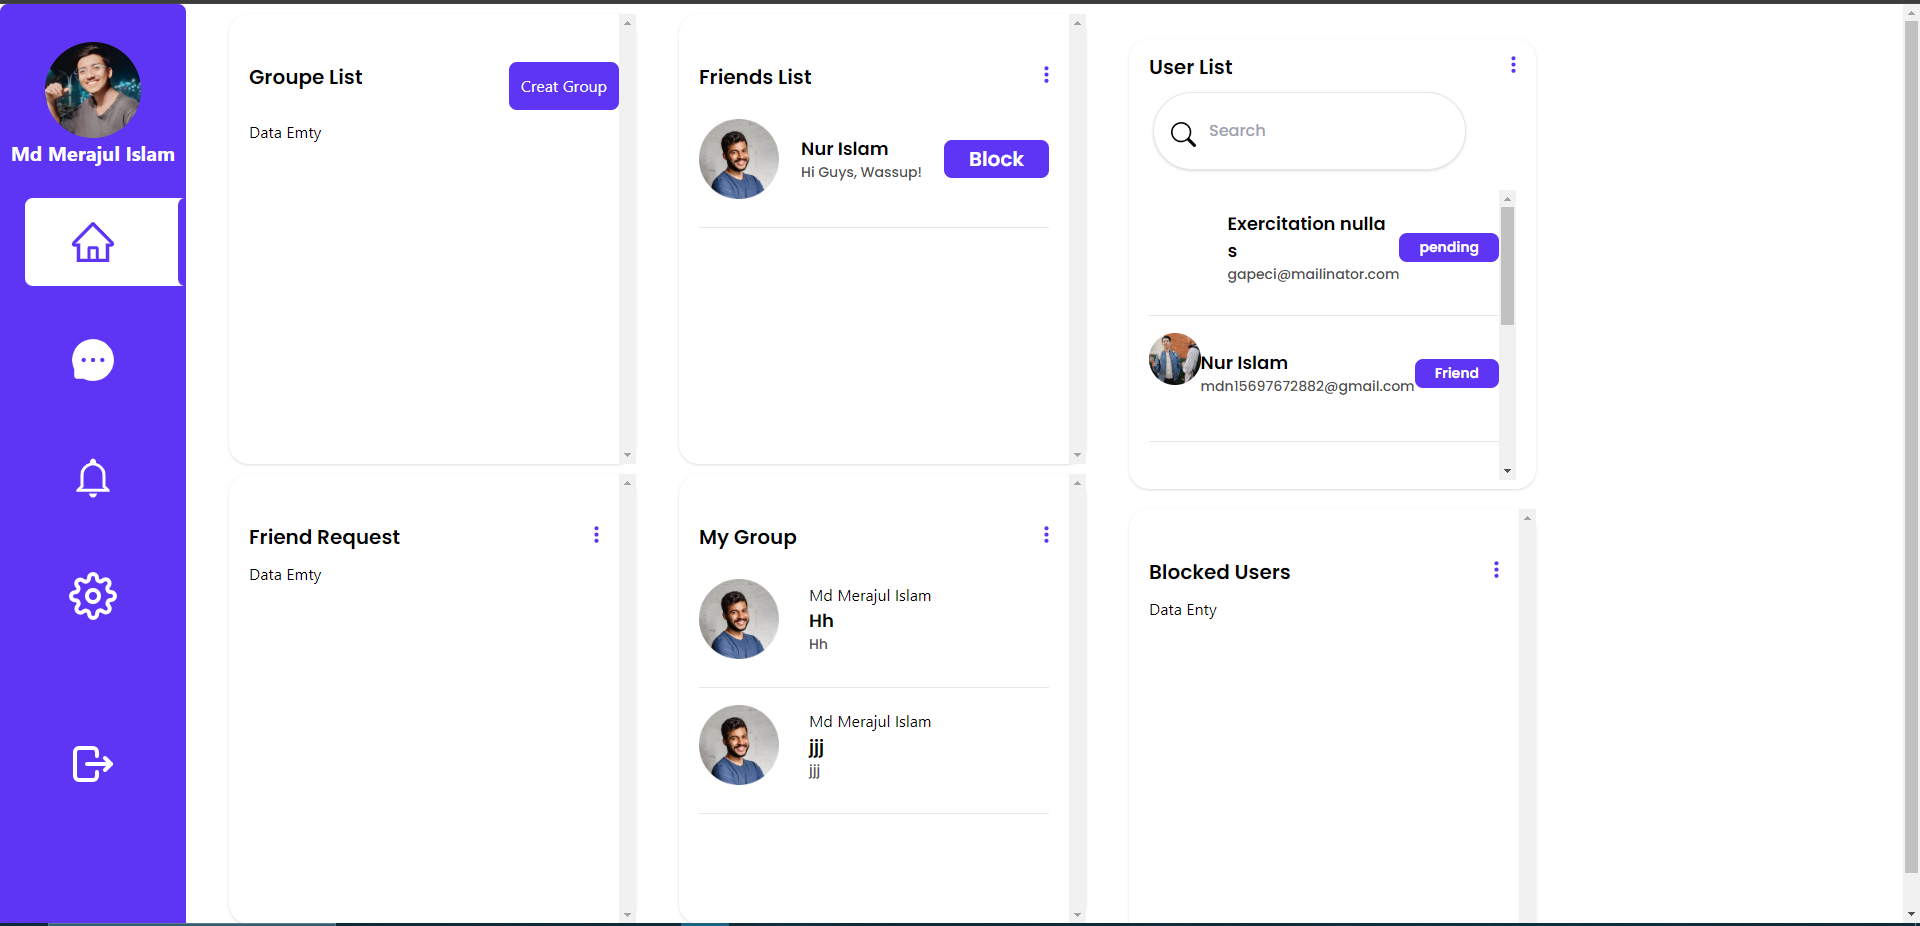 Md Merajul Islam
Groupe List
Creat Group
Data Emty
Friends List
Nur Islam
Hi Guys, Wassup!
Block
User List
Search
Exercitation nulla
s
gapeci@mailinator.com
pending
Nur Islam
mdn15697672882@gmail.com
Friend
Friend Request
Data Emty
My Group
Md Merajul Islam
Hh
Hh
Md Merajul Islam
jjj
jjj
Blocked Users
Data Enty